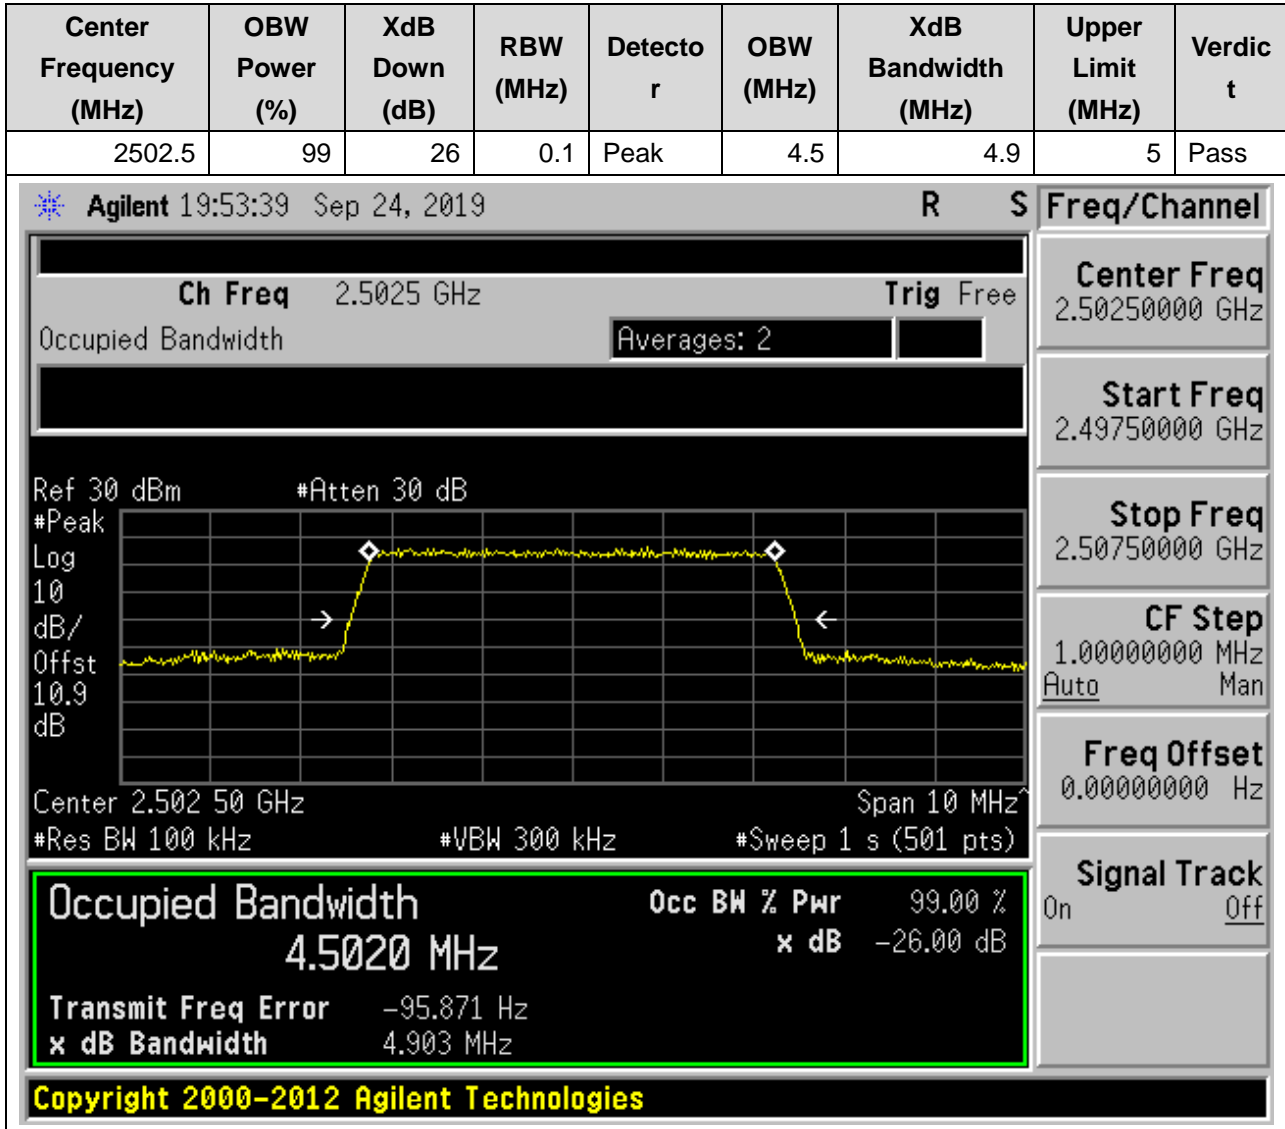 Center Frequency (MHz) OBW Power (%) XdB Down (dB) RBW (MHz) Detecto r OBW (MHz) XdB Bandwidth (MHz) Upper Limit (MHz) Verdic t
2502.5 99 26 0.1 Peak 4.5 4.9 5 Pass
Agilent 19:53:39 Sep 24, 2019 R S Freq/Channel
Ch Freq 2.5025 GHz Trig Free
Occupied Bandwidth Averages: 2
Center Freq
2.50250000 GHz
Start Freq
2.49750000 GHz
Stop Freq
2.50750000 GHz
CF Step
1.00000000 MHz
Auto Man
Freq Offset
0.00000000 Hz
Signal Track
On Off
Ref 30 dBm #Atten 30 dB
#Peak
Log
10
dB/
Offst
10.9
dB
Center 2.502 50 GHz Span 10 MHz^
#Res BW 100 kHz #VBW 300 kHz #Sweep 1 s (501 pts)
Occupied Bandwidth Occ BW % Pwr 99.00 %
4.5020 MHz x dB -26.00 dB
Transmit Freq Error -95.871 Hz
x dB Bandwidth 4.903 MHz
Copyright 2000-2012 Agilent Technologies